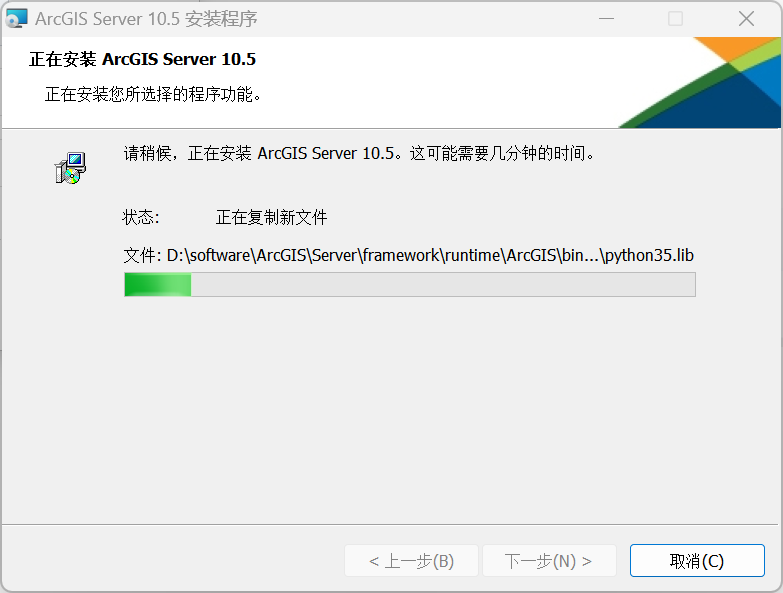 ArcGIS Server 10.5 安装程序
正在安装 ArcGIS Server 10.5
正在安装您所选择的程序功能。
请稍候，正在安装 ArcGIS Server 10.5。这可能需要几分钟的时间。
状态: 正在复制新文件
文件: D:\software\ArcGIS\Server\framework\runtime\ArcGIS\bin...\python35.lib
< 上一步(B) 下一步(N) > 取消(C)